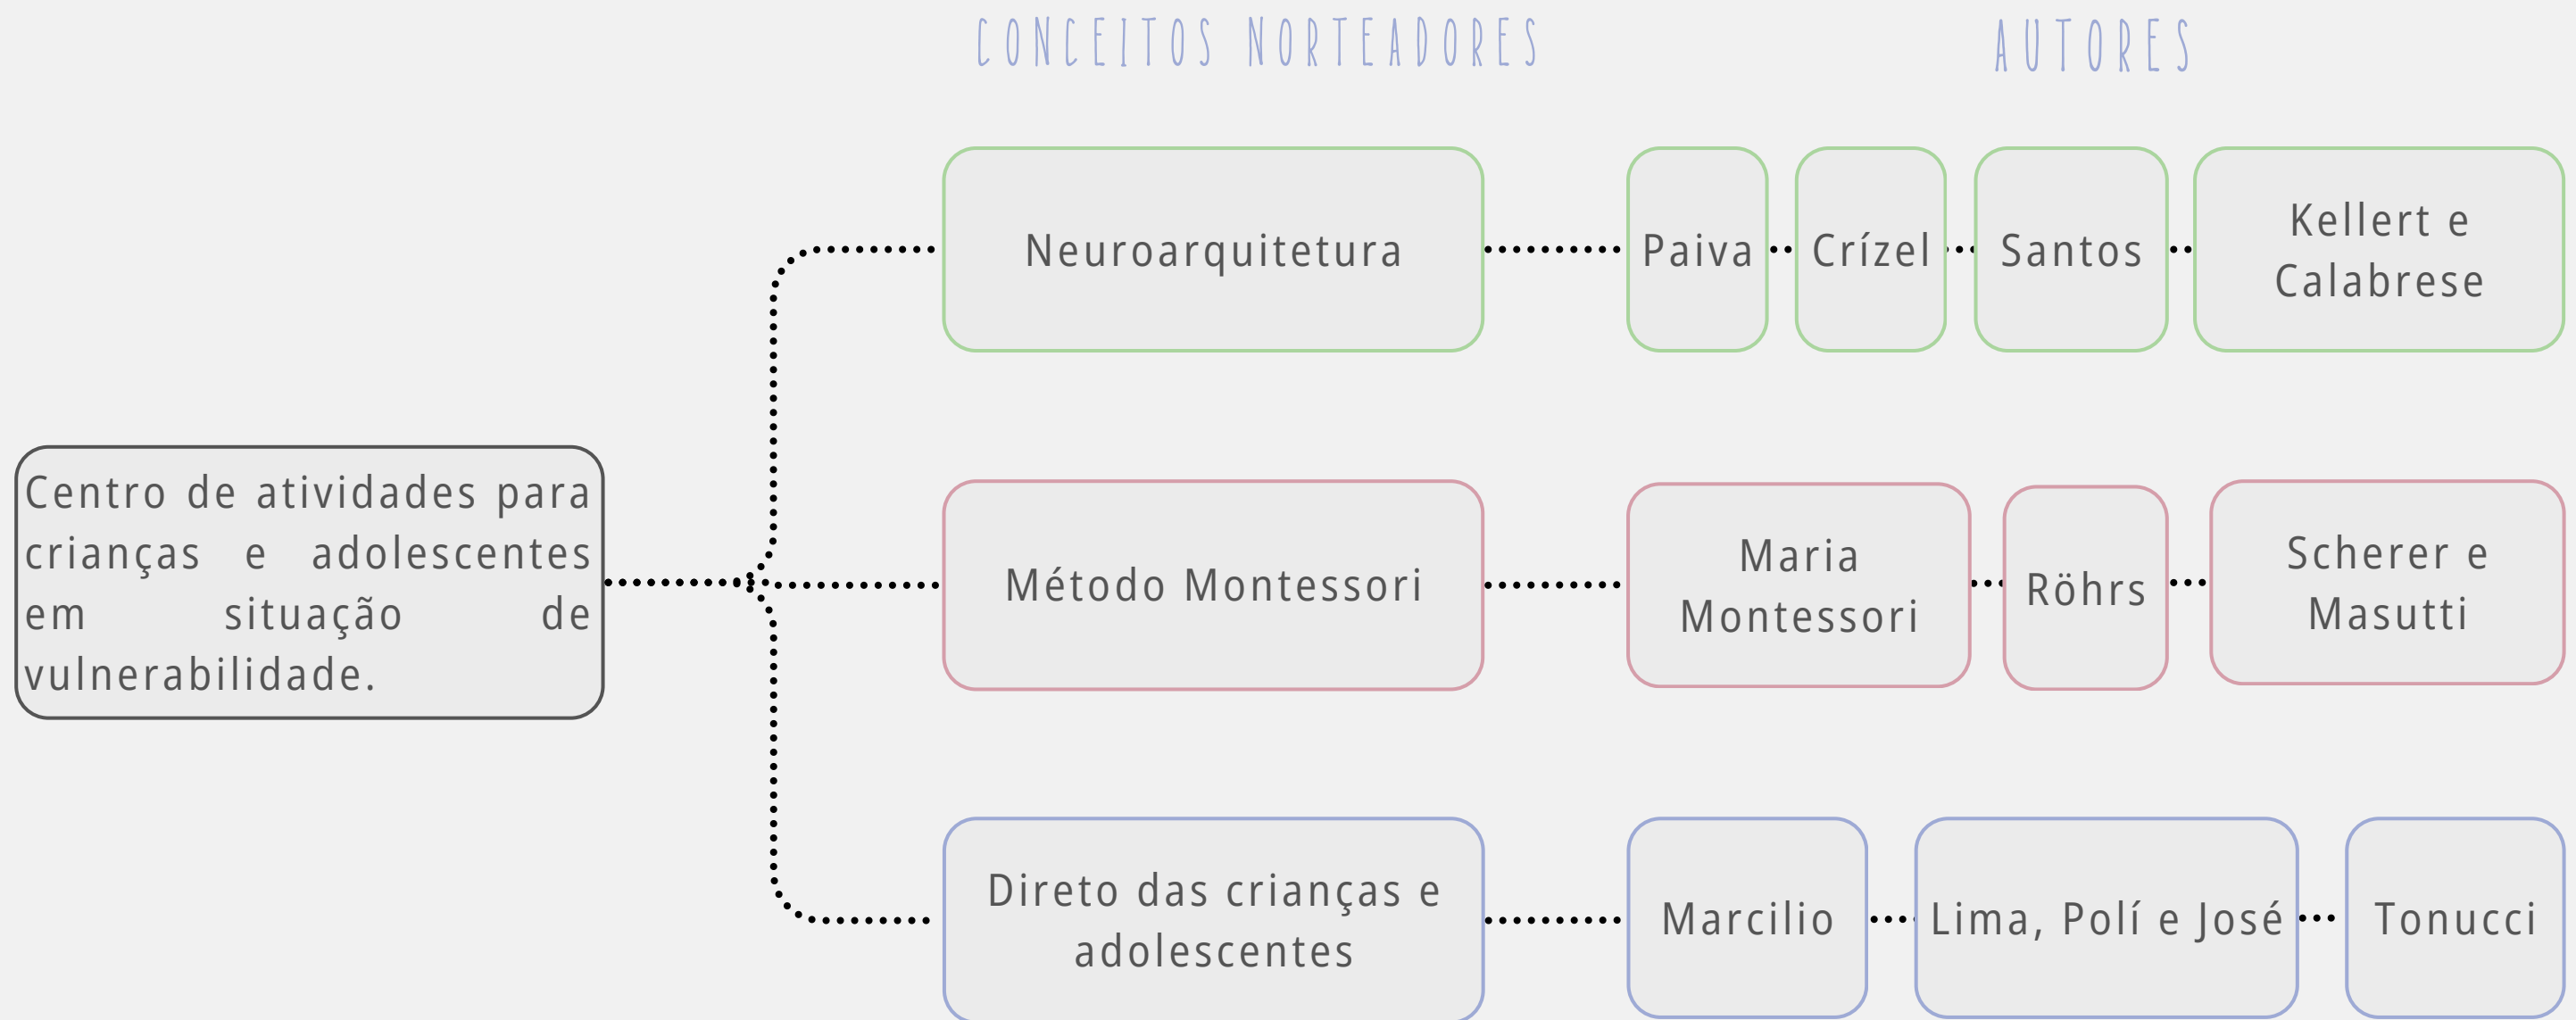 CONCEITOS NORTEADORES
AUTORES
Neuroarquitetura
Paiva
Crízel
Santos
Kellert e
Calabrese
Centro de atividades para
crianças e adolescentes
em situação de
vulnerabilidade.
Método Montessori
Maria
Montessori
Röhrs
Scherer e
Masutti
Direto das crianças e
adolescentes
Marcilio
Lima, Polí e José
Tonucci